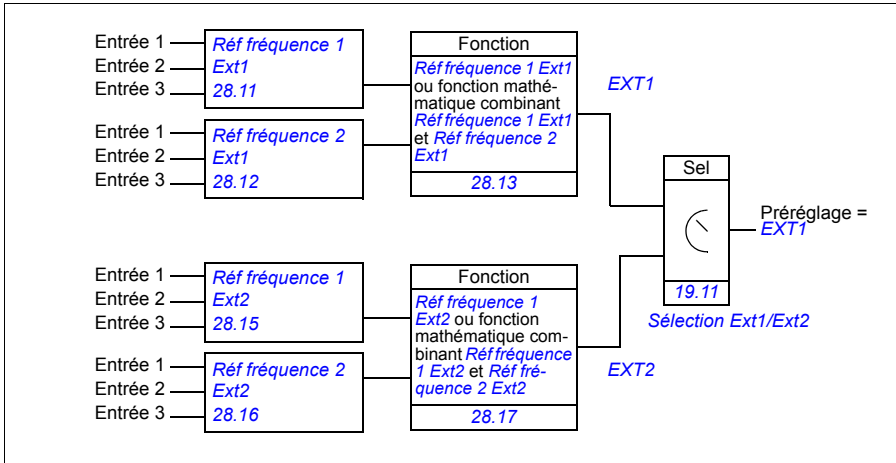 Entrée 1
Entrée 2
Entrée 3
Réf fréquence 1
Ext1
28.11
Entrée 1
Entrée 2
Entrée 3
Réf fréquence 2
Ext1
28.12
Fonction
Réf fréquence 1 Ext1
ou fonction mathé-
matique combinant
Réf fréquence 1 Ext1
et Réf fréquence 2
Ext1
28.13
EXT1
Entrée 1
Entrée 2
Entrée 3
Réf fréquence 1
Ext2
28.15
Entrée 1
Entrée 2
Entrée 3
Réf fréquence 2
Ext2
28.16
Fonction
Réf fréquence 1
Ext2 ou fonction
mathématique com-
binant Réf fréquence
1 Ext2 et Réf fré-
quence 2 Ext2
28.17
EXT2
Sel
19.11
Sélection Ext1/Ext2
Préréglage =
EXT1